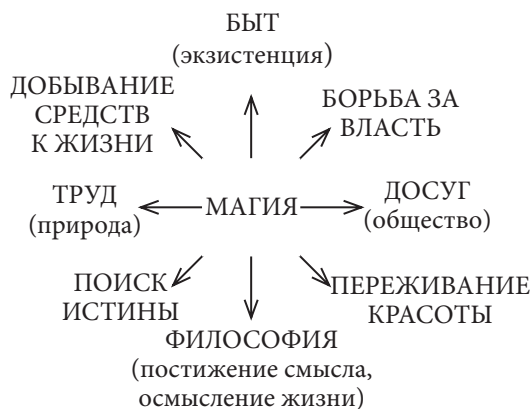 БЫТ
(экзистенция)
ДОБЫВАНИЕ
СРЕДСТВ
К ЖИЗНИ
БОРЬБА ЗА
ВЛАСТЬ
ТРУД
(природа)
МАГИЯ
ДОСУГ
(общество)
ПОИСК
ИСТИНЫ
ПЕРЕЖИВАНИЕ
КРАСОТЫ
ФИЛОСОФИЯ
(постижение смысла,
осмысление жизни)